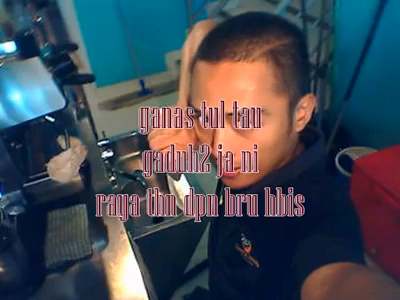 ganas tul tau
gaduh2 ja ni
raya thn dpn bru hbis